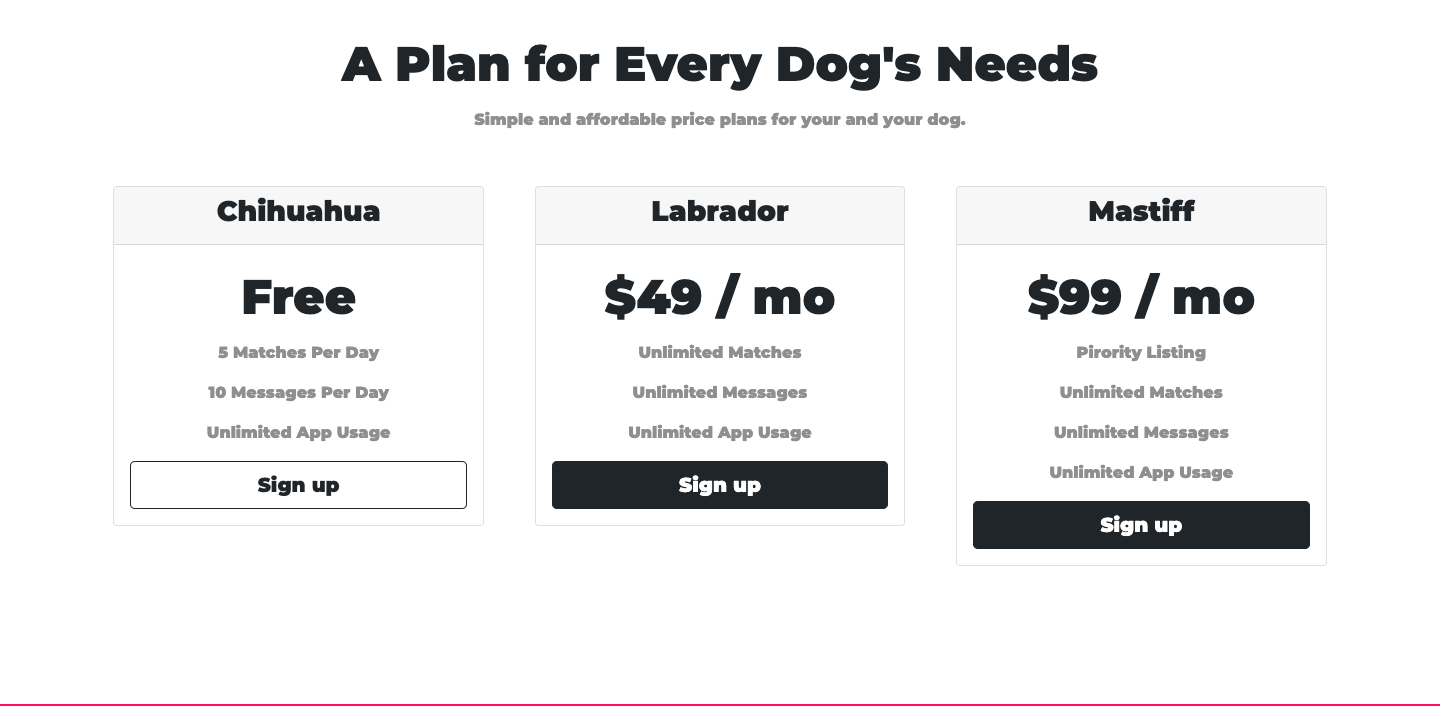 A Plan for Every Dog's Needs
Simple and affordable price plans for your and your dog.
Chihuahua
Free
5 Matches Per Day
10 Messages Per Day
Unlimited App Usage
Sign up
Labrador
$49 / mo
Unlimited Matches
Unlimited Messages
Unlimited App Usage
Sign up
Mastiff
$99 / mo
Pirority Listing
Unlimited Matches
Unlimited Messages
Unlimited App Usage
Sign up